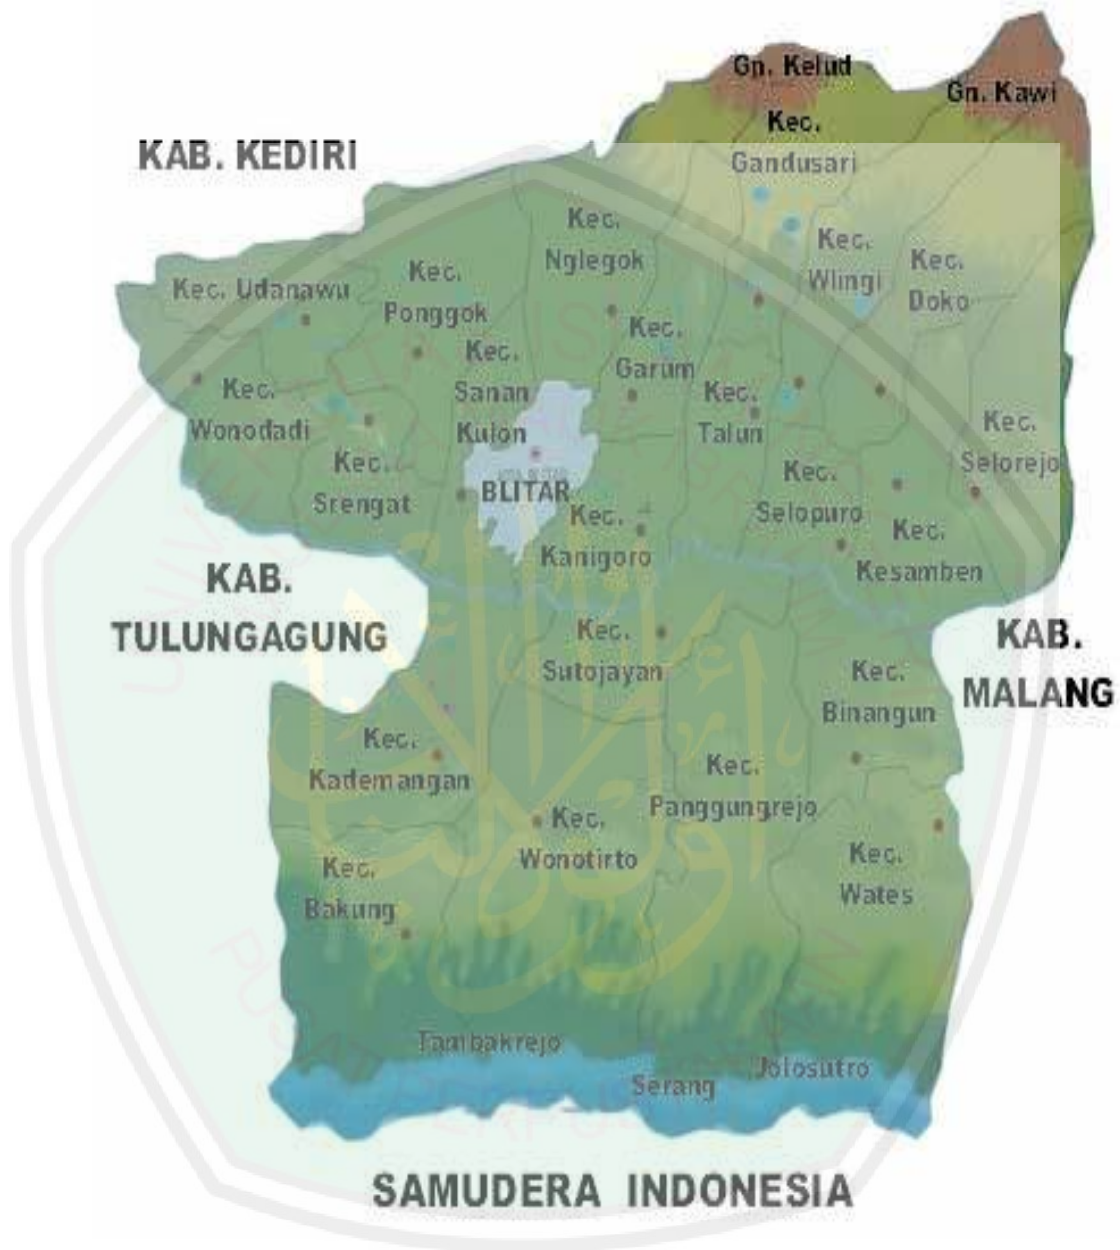 Gn. Kelud
Gn. Kawi
Kec.
Gandusari
KAB. KEDIRI
Kec.
Nglegok
Kec.
Wlingi
Kec.
Doko
Kec. Udanawu
Kec.
Ponggok
Kec.
Garum
Kec.
Sanan
Kulon
Kec.
Wonodadi
Kec.
Talun
Kec.
Selorejo
Kec.
Srengat
BLITAR
Kec.
Selopuro
Kec.
Kanigoro
Kec.
Kesamben
KAB.
TULUNGAGUNG
Kec.
Sutojayan
KAB.
MALANG
Kec.
Binangun
Kec.
Kademangan
Kec.
Panggungrejo
Kec.
Wonotirto
Kec.
Wates
Kec.
Bakung
Tambakrejo
Serang
Jolosutro
SAMUDERA INDONESIA